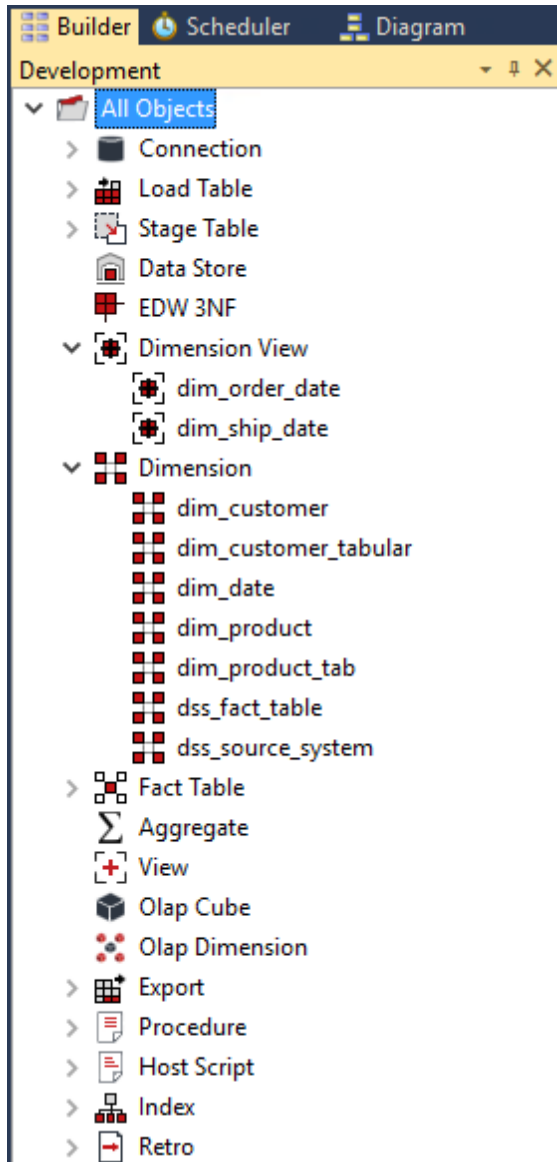 Builder Scheduler Diagram
Development
All Objects
Connection
Load Table
Stage Table
Data Store
EDW 3NF
Dimension View
dim_order_date
dim_ship_date
Dimension
dim_customer
dim_customer_tabular
dim_date
dim_product
dim_product_tab
dss_fact_table
dss_source_system
Fact Table
Aggregate
View
Olap Cube
Olap Dimension
Export
Procedure
Host Script
Index
Retro